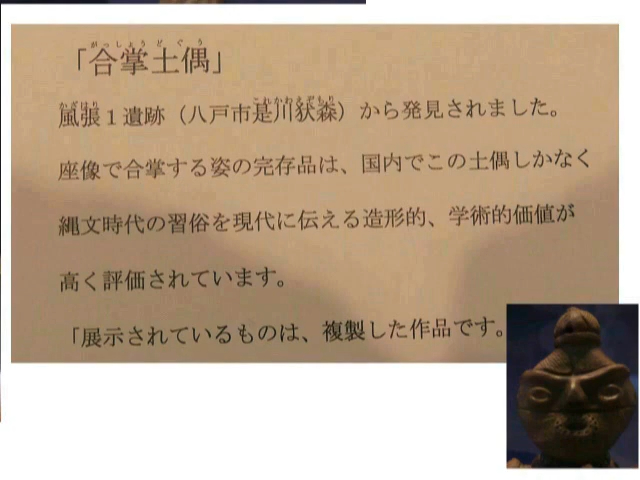 「合掌土偶」
風張1遺跡（八戸市是川狄森）から発見されました。
座像で合掌する姿の完存品は、国内でこの土偶しかなく
縄文時代の習俗を現代に伝える造形的、学術的価値が
高く評価されています。
「展示されているものは、複製した作品です。